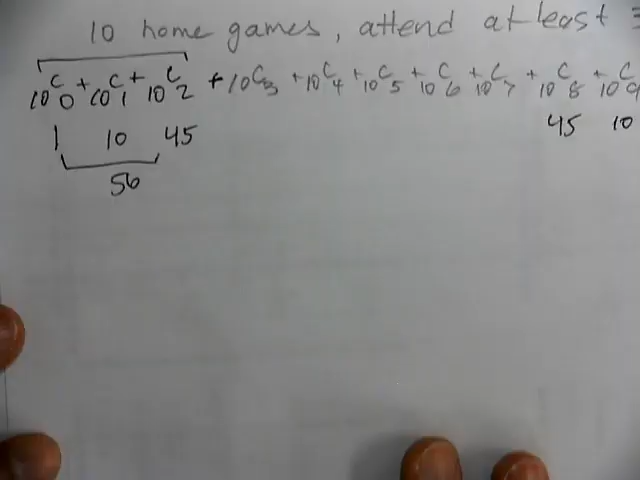 10 home games, attend at least 3
10C0 + 10C1 + 10C2 + 10C3 + 10C4 + 10C5 + 10C6 + 10C7 + 10C8 + 10C9
1 10 45 45 10
56